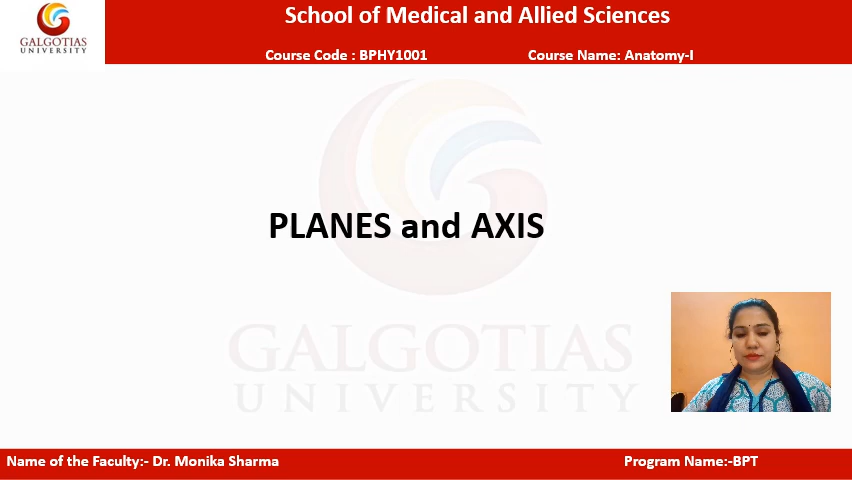 School of Medical and Allied Sciences
GALGOTIAS
UNIVERSITY
Course Code : BPHY1001 Course Name: Anatomy-I
PLANES and AXIS
GALGOTIAS
UNIVERSITY
Name of the Faculty:- Dr. Monika Sharma Program Name:-BPT